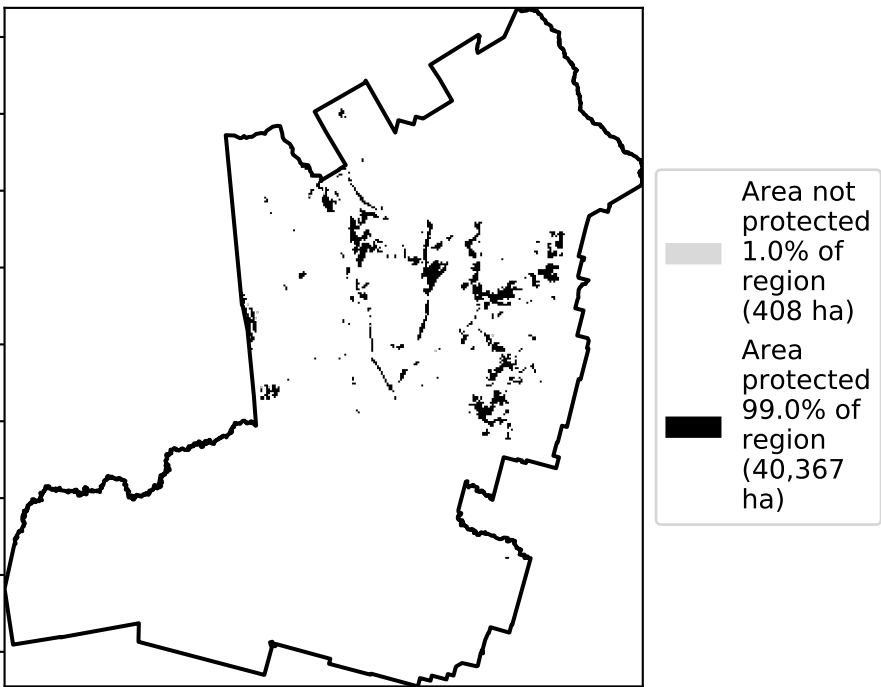 Area not
protected
1.0% of
region
(408 ha)
Area
protected
99.0% of
region
(40,367
ha)